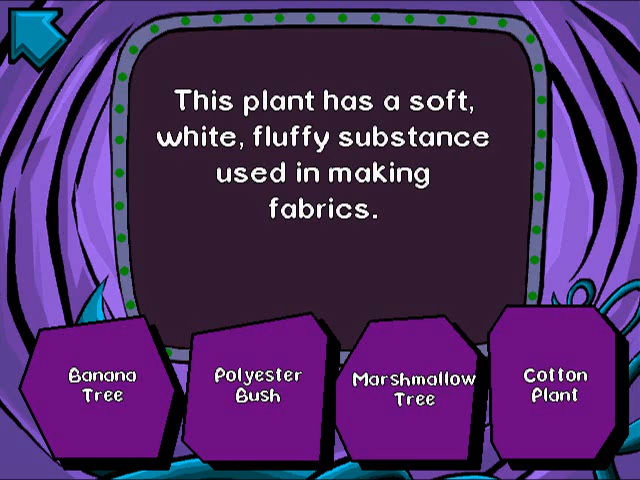 This plant has a soft,
white, fluffy substance
used in making
fabrics.
Banana
Tree
Polyester
Bush
Marshmallow
Tree
Cotton
Plant